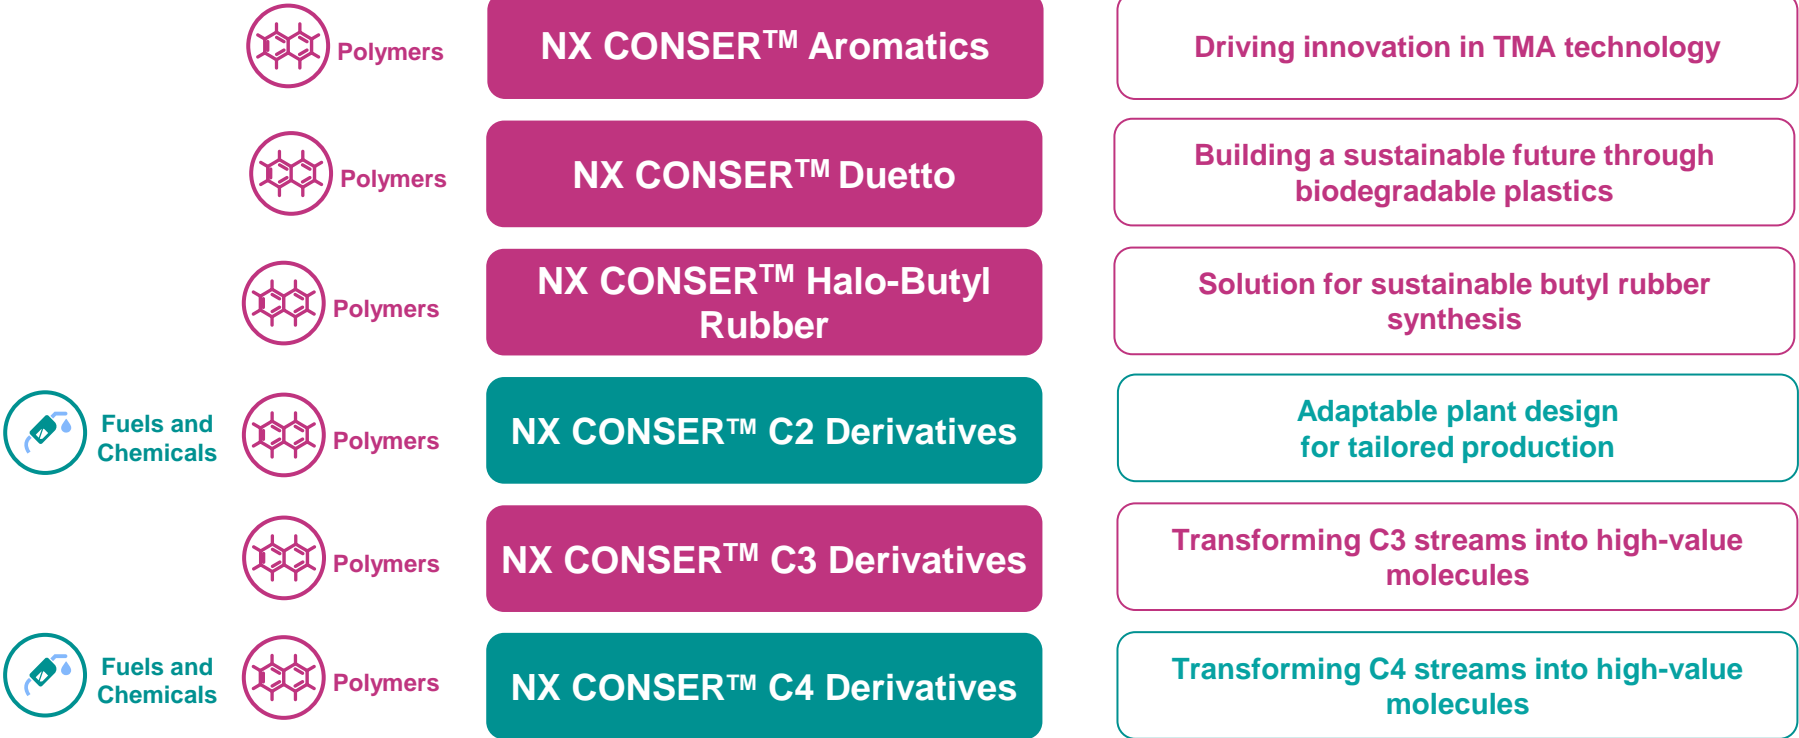 Polymers
NX CONSER™ Aromatics
Driving innovation in TMA technology
Polymers
NX CONSER™ Duetto
Building a sustainable future through
biodegradable plastics
Polymers
NX CONSER™ Halo-Butyl
Rubber
Solution for sustainable butyl rubber
synthesis
Fuels and
Chemicals
Polymers
NX CONSER™ C2 Derivatives
Adaptable plant design
for tailored production
Polymers
NX CONSER™ C3 Derivatives
Transforming C3 streams into high-value
molecules
Fuels and
Chemicals
Polymers
NX CONSER™ C4 Derivatives
Transforming C4 streams into high-value
molecules